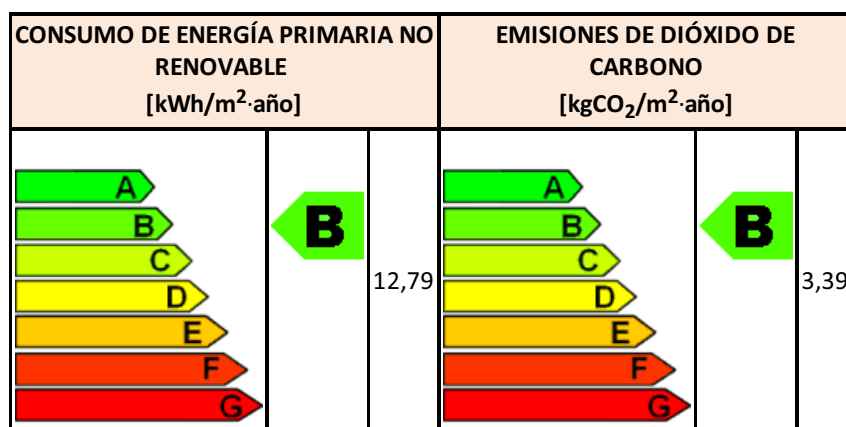 CONSUMO DE ENERGÍA PRIMARIA NO
RENOVABLE
[kWh/m²·año]
EMISIONES DE DIÓXIDO DE
CARBONO
[kgCO₂/m²·año]
A
B
C
D
E
F
G
B
12,79
A
B
C
D
E
F
G
B
3,39